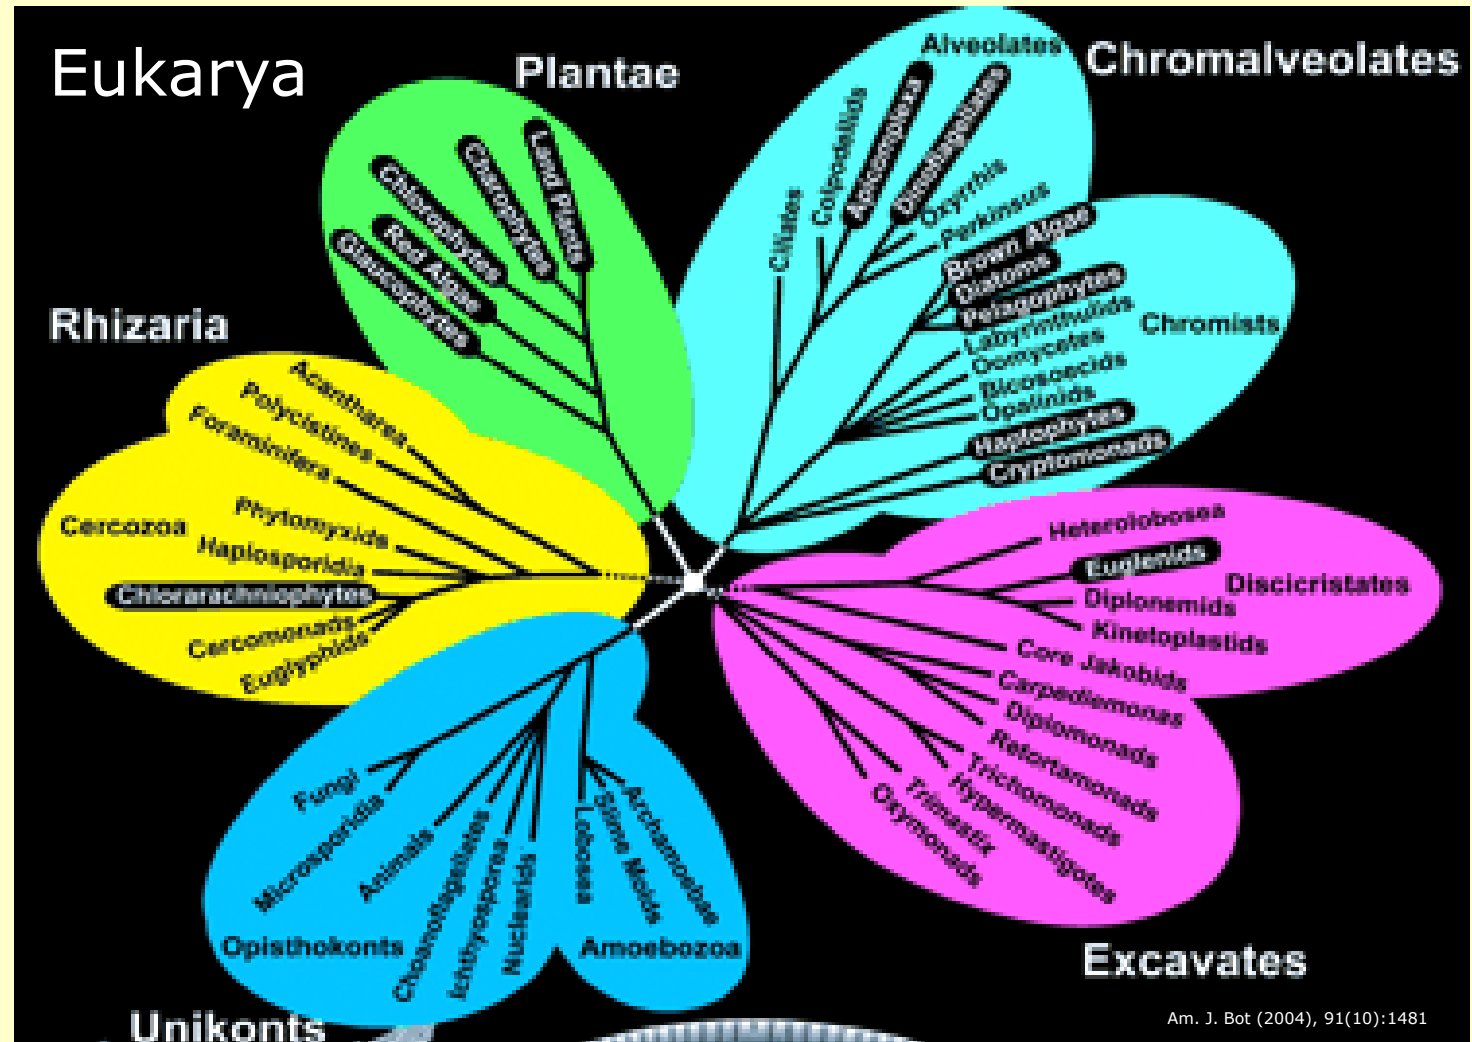 Eukarya
Plantae
Chromalveolates
Alveolates
Land Plants
Charophytes
Chlorophytes
Red Algae
Glaucophytes
Ciliates
Colpodellids
Apicomplexa
Dinoflagellates
Oxyrrhis
Perkinsus
Brown Algae
Diatoms
Pelagophytes
Labyrinthulids
Oomycetes
Bicosoecids
Opalinids
Haptophytes
Cryptomonads
Chromists
Rhizaria
Acantharea
Polycistines
Foraminifera
Cercozoa
Phytomyxids
Haplosporidia
Chlorarachniophytes
Cercomonads
Euglyphids
Heterolobosea
Euglenids
Discicristates
Diplonemids
Kinetoplastids
Core Jakobids
Carpediemonas
Diplomonads
Retortamonads
Trichomonads
Hypermastigotes
Trimastix
Oxymonads
Fungi
Microsporidia
Animals
Choanoflagellates
Ichthyosporea
Nucleariids
Lobosea
Slime Molds
Archamoebae
Opisthokonts
Amoebozoa
Excavates
Unikonts
Am. J. Bot (2004), 91(10):1481